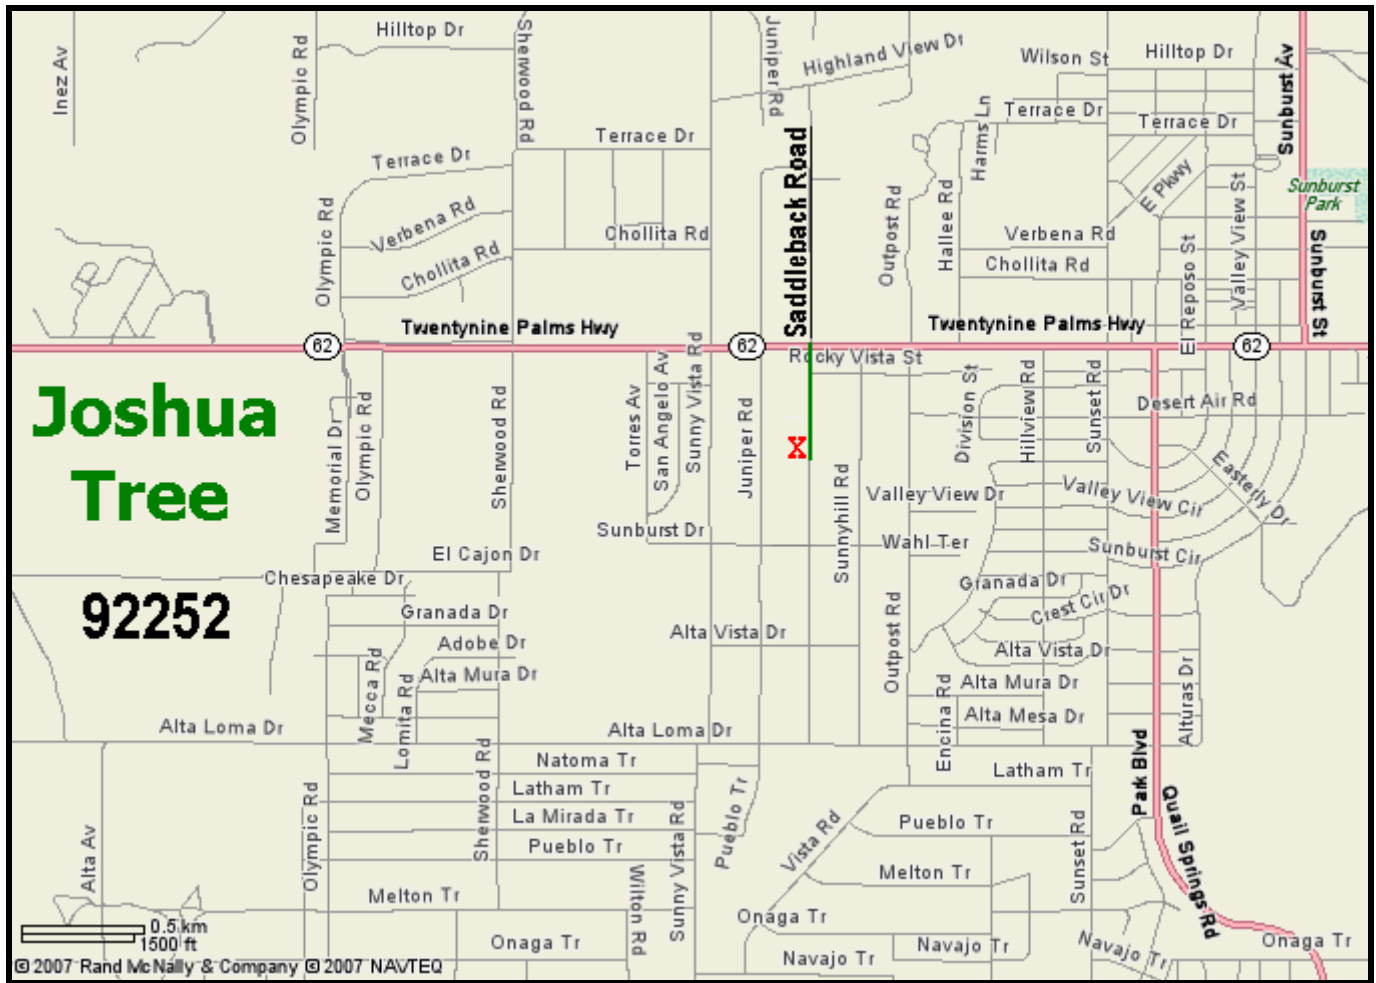 Hilltop Dr
Inez Av
Olympic Rd
Sherwood Rd
Juniper Rd
Highland View Dr
Wilson St
Hilltop Dr
Sunburst Av
Terrace Dr
Terrace Dr
Harms Ln
Terrace Dr
Terrace Dr
Saddleback Road
E Pkwy
Sunburst
Park
Olympic Rd
Verbena Rd
Chollita Rd
Chollita Rd
Outpost Rd
Hallee Rd
Verbena Rd
Chollita Rd
El Reposo St
Valley View St
Sunburst St
Twentynine Palms Hwy
Twentynine Palms Hwy
62
62
62
Rocky Vista St
Joshua
Tree
92252
Memorial Dr
Olympic Rd
Sherwood Rd
Torres Av
San Angelo Av
Sunny Vista Rd
Juniper Rd
X
Sunnyhill Rd
Division St
Hillview Rd
Sunset Rd
Desert Air Rd
Easterly Dr
Valley View Dr
Valley View Cir
Sunburst Dr
Wahl Ter
Sunburst Cir
El Cajon Dr
Chesapeake Dr
Granada Dr
Granada Dr
Crest Cir Dr
Adobe Dr
Alta Vista Dr
Alta Vista Dr
Outpost Rd
Mecca Rd
Lomita Rd
Alta Mura Dr
Alta Mura Dr
Encina Rd
Alta Mesa Dr
Alturas Dr
Alta Loma Dr
Alta Loma Dr
Sherwood Rd
Natoma Tr
Latham Tr
Latham Tr
Park Blvd
La Mirada Tr
Pueblo Tr
Pueblo Tr
Pueblo Tr
Vista Rd
Sunset Rd
Quail Springs Rd
Alta Av
Olympic Rd
Melton Tr
Melton Tr
Wilton Rd
Sunny Vista Rd
Onaga Tr
Onaga Tr
Onaga Tr
Navajo Tr
Navajo Tr
Navajo Tr
0.5 km
1500 ft
© 2007 Rand McNally & Company © 2007 NAVTEQ